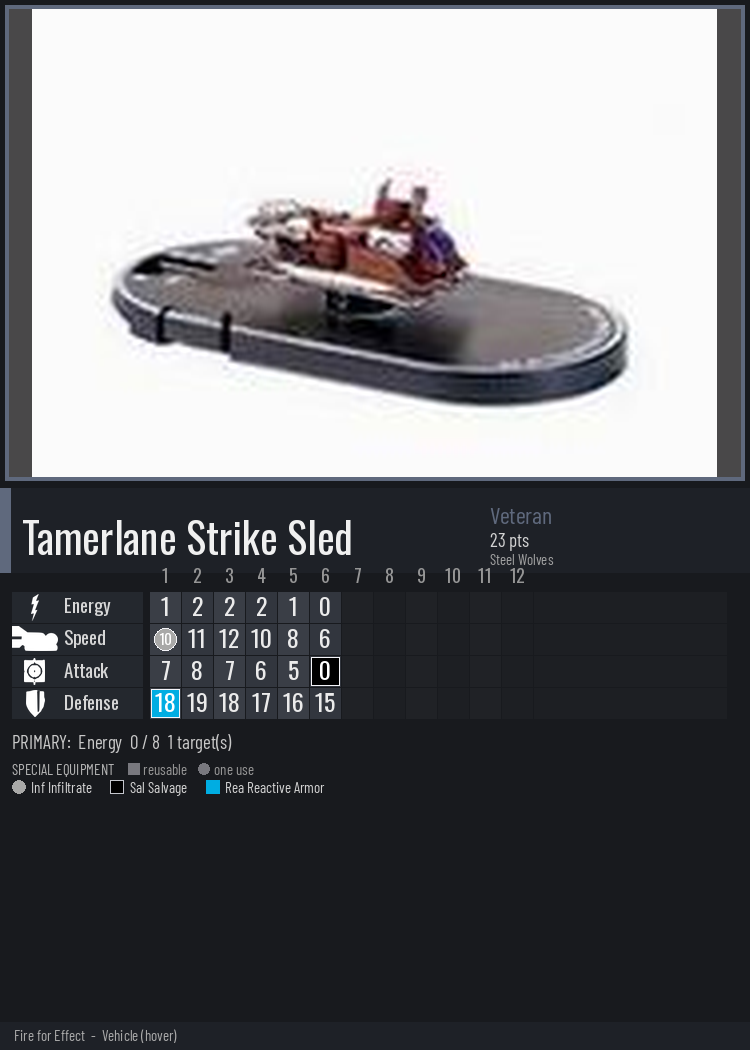 Tamerlane Strike Sled
Veteran
23 pts
Steel Wolves
1 2 3 4 5 6 7 8 9 10 11 12
Energy 1 2 2 2 1 0
Speed 10 11 12 10 8 6
Attack 7 8 7 6 5 0
Defense 18 19 18 17 16 15
PRIMARY: Energy 0 / 8 1 target(s)
SPECIAL EQUIPMENT reusable one use
Inf Infiltrate Sal Salvage Rea Reactive Armor
Fire for Effect - Vehicle (hover)